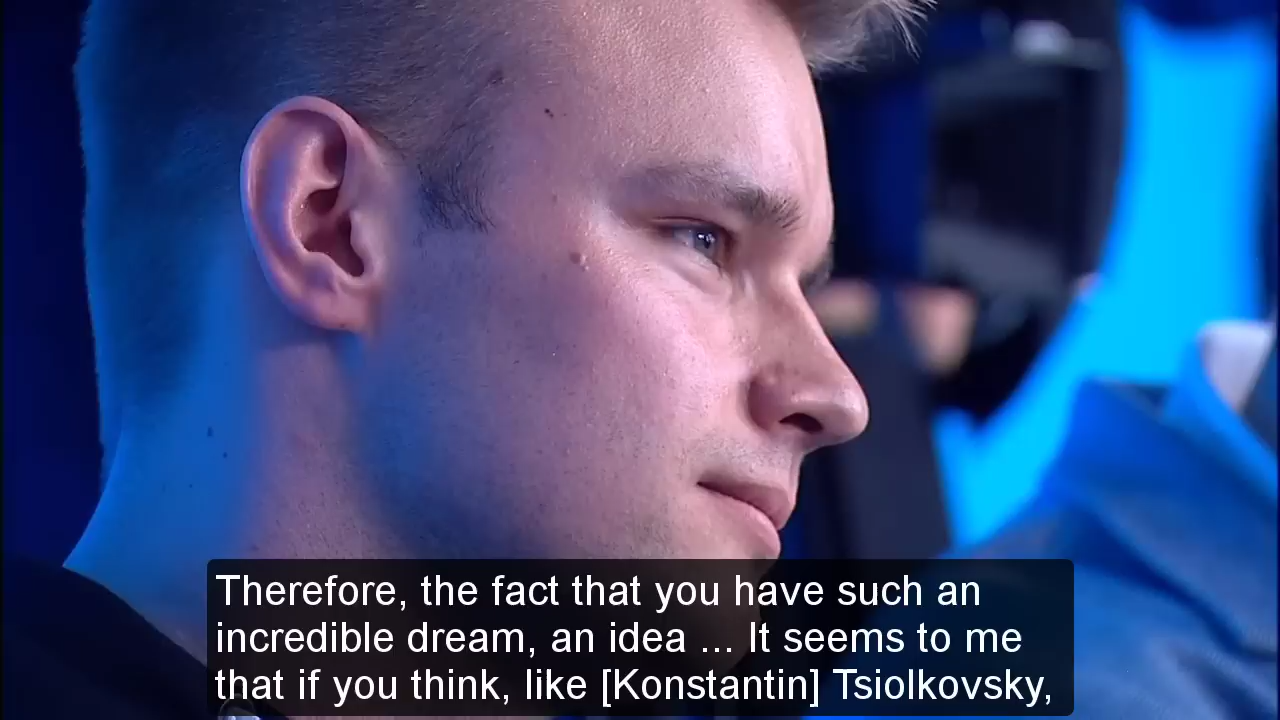 Therefore, the fact that you have such an
incredible dream, an idea ... It seems to me
that if you think, like [Konstantin] Tsiolkovsky,